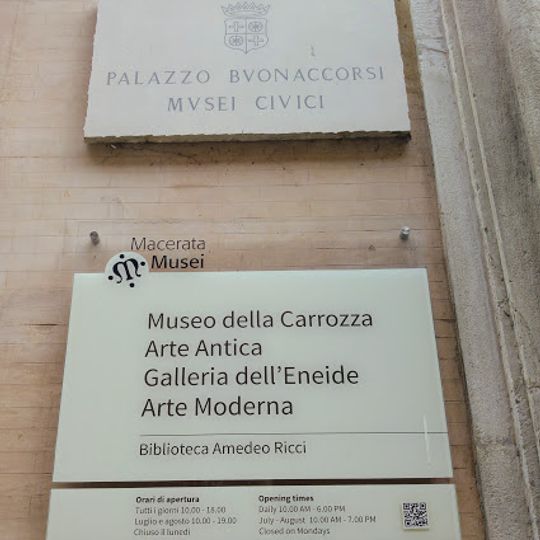 PALAZZO BVONACCORSI
MVSEI CIVICI
Macerata
Musei
Museo della Carrozza
Arte Antica
Galleria dell'Eneide
Arte Moderna
Biblioteca Amedeo Ricci
Orari di apertura
Tutti i giorni 10.00 - 18.00
Luglio e agosto 10.00 - 19.00
Chiuso il lunedì
Opening times
Daily 10.00 AM - 6.00 PM
July - August 10.00 AM - 7.00 PM
Closed on Mondays